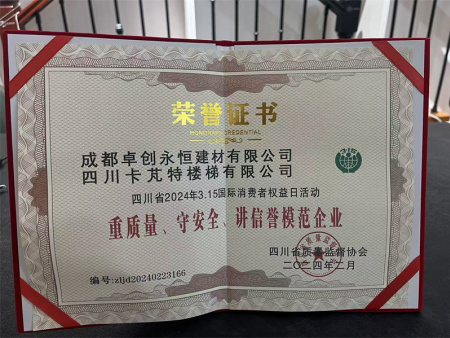 荣誉证书
HONORARY CREDENTIAL
成都卓创永恒建材有限公司
四川卡芃特楼梯有限公司
四川省2024年3.15国际消费者权益日活动
重质量、守安全、讲信誉模范企业
四川省质量监督协会
二〇二四年二月
编号:zljd20240223166